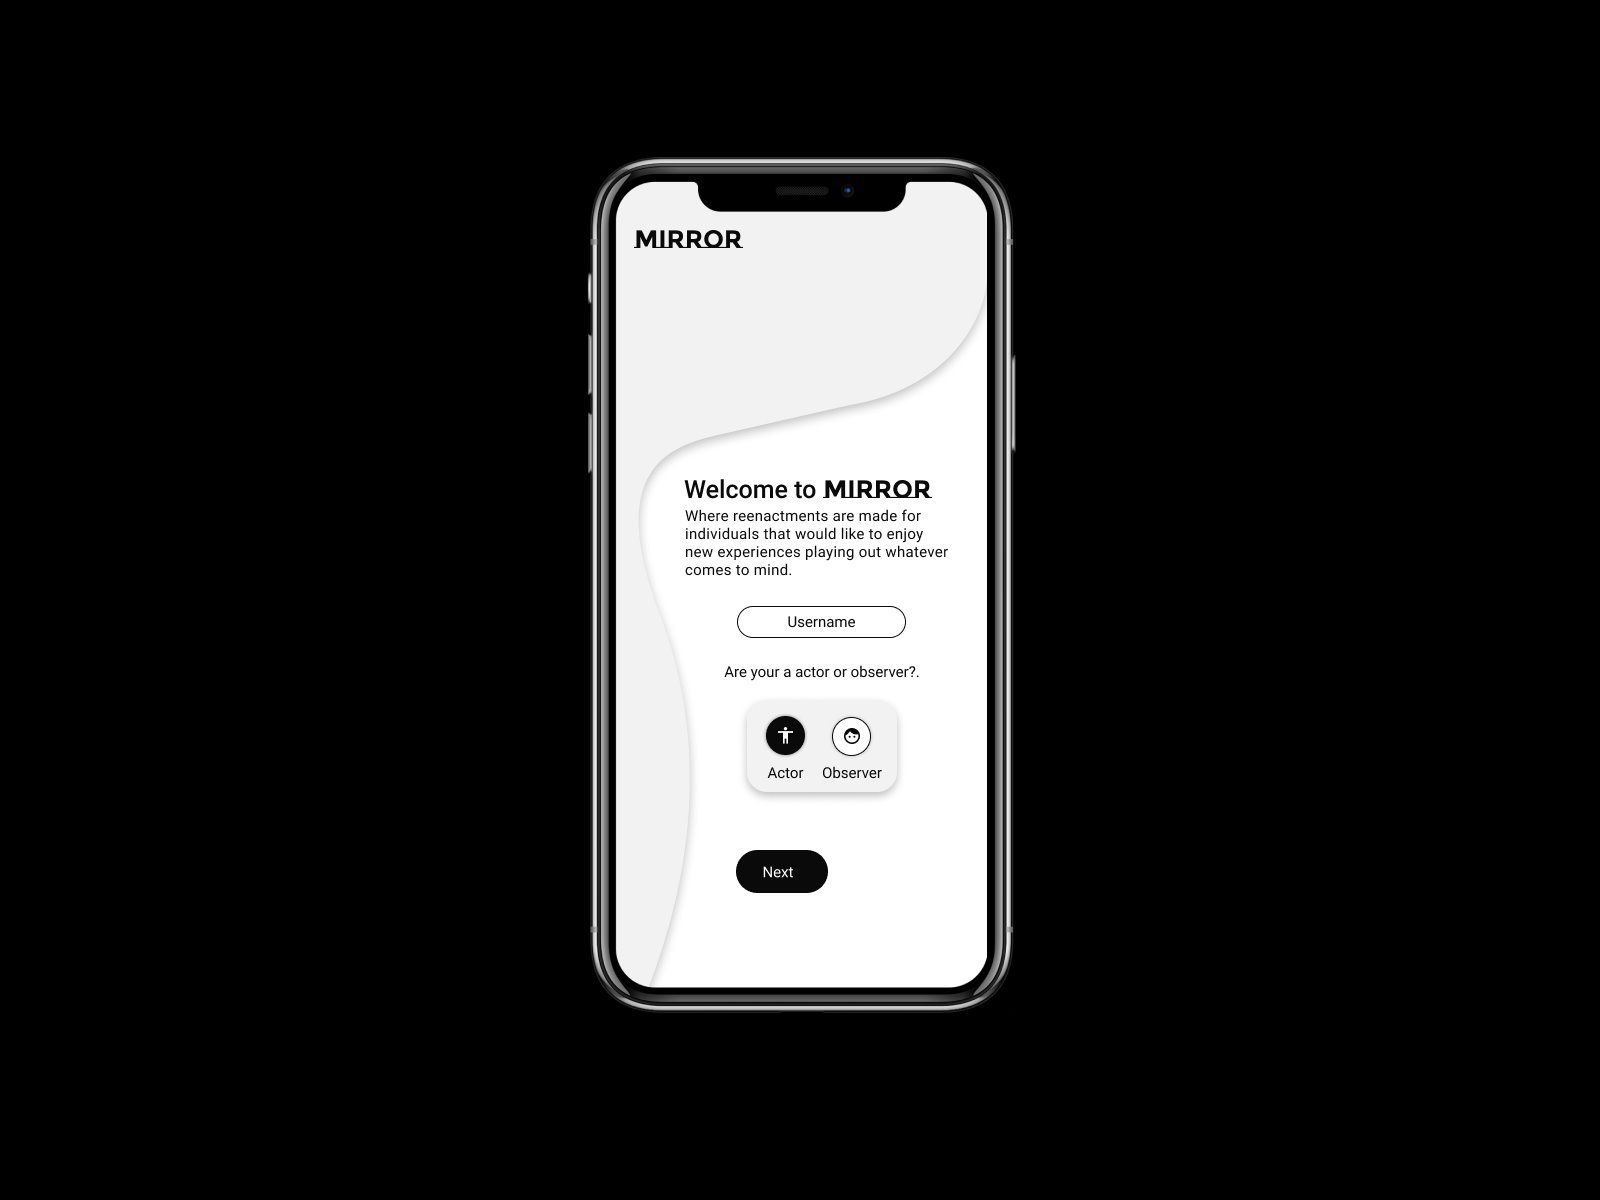 MIRROR
Welcome to MIRROR
Where reenactments are made for
individuals that would like to enjoy
new experiences playing out whatever
comes to mind.
Username
Are your a actor or observer?.
Actor Observer
Next